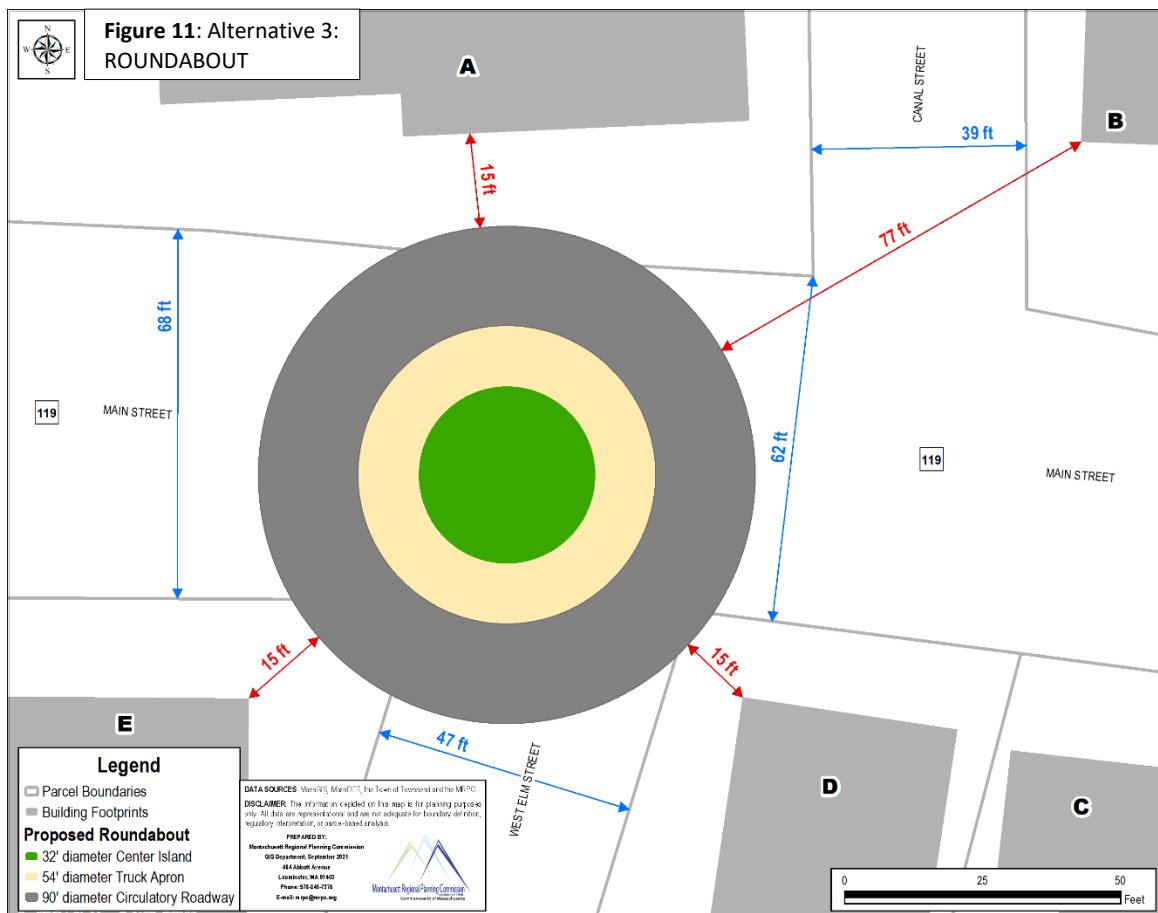 N
W E
S
Figure 11: Alternative 3:
ROUNDABOUT
A
CANAL STREET
B
39 ft
15 ft
77 ft
68 ft
119
MAIN STREET
62 ft
119
MAIN STREET
15 ft
15 ft
E
47 ft
WEST ELM STREET
D
C
Legend
Parcel Boundaries
Building Footprints
Proposed Roundabout
32' diameter Center Island
54' diameter Truck Apron
90' diameter Circulatory Roadway
DATA SOURCES: MassGIS, MassDOT, the Town of Townsend and the MRPC.
DISCLAIMER: The information depicted on this map is for planning purposes
only. All data are representational and are not adequate for boundary definition,
regulatory interpretation, or parcel-based analysis.
PREPARED BY:
Montachusett Regional Planning Commission
GIS Department, September 2021
464 Abbott Avenue
Leominster, MA 01453
Phone: 978-345-7376
E-mail: mrpc@mrpc.org
Montachusett Regional Planning Commission
Commonwealth of Massachusetts
0 25 50
Feet